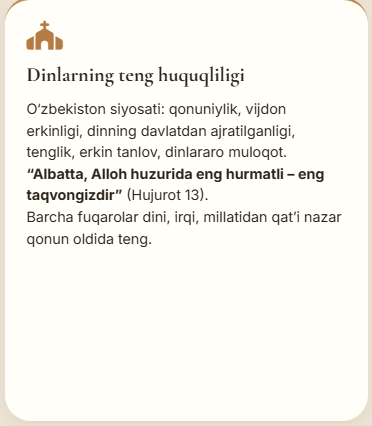 Dinlarning teng huquqliligi
O‘zbekiston siyosati: qonuniylik, vijdon
erkinligi, dinning davlatdan ajratilganligi,
tenglik, erkin tanlov, dinlararo muloqot.
“Albatta, Alloh huzurida eng hurmatli – eng
taqvongizdir” (Hujurot 13).
Barcha fuqarolar dini, irqi, millatidan qat’i nazar
qonun oldida teng.